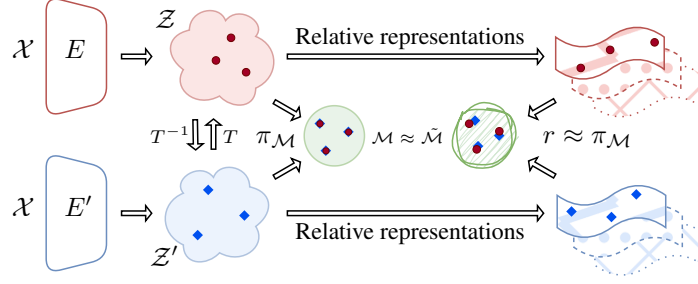 𝒳 E 𝒵 Relative representations
T⁻¹ T π_ℳ ℳ ≈ ℳ̃ r ≈ π_ℳ
𝒳 E′ 𝒵′ Relative representations